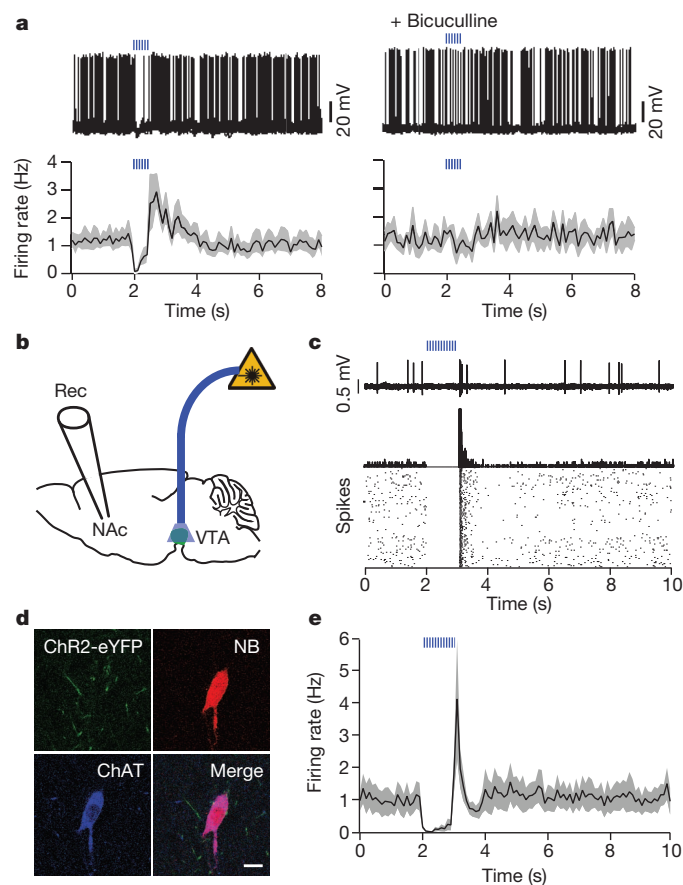 a
+ Bicuculline
20 mV
20 mV
Firing rate (Hz)
4
3
2
1
0
0 2 4 6 8
Time (s)
0 2 4 6 8
Time (s)
b
Rec
NAc
VTA
c
0.5 mV
Spikes
0 2 4 6 8 10
Time (s)
d
ChR2-eYFP
NB
ChAT
Merge
e
Firing rate (Hz)
6
5
4
3
2
1
0
0 2 4 6 8 10
Time (s)